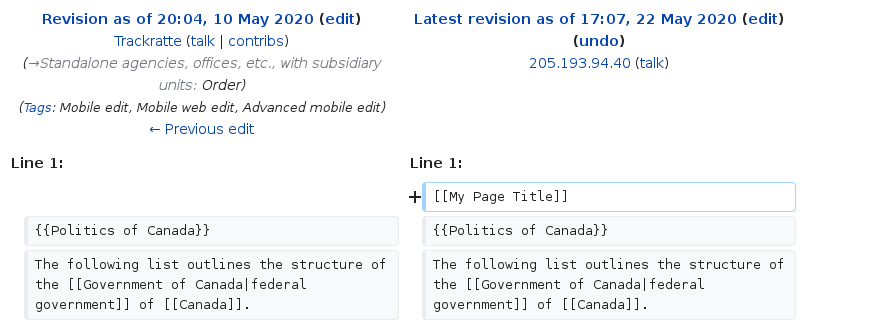 Revision as of 20:04, 10 May 2020 (edit)
Trackratte (talk | contribs)
(→Standalone agencies, offices, etc., with subsidiary
units: Order)
(Tags: Mobile edit, Mobile web edit, Advanced mobile edit)
← Previous edit
Latest revision as of 17:07, 22 May 2020 (edit)
(undo)
205.193.94.40 (talk)
Line 1:
Line 1:
+ [[My Page Title]]
{{Politics of Canada}}
{{Politics of Canada}}
The following list outlines the structure of
the [[Government of Canada|federal
government]] of [[Canada]].
The following list outlines the structure of
the [[Government of Canada|federal
government]] of [[Canada]].